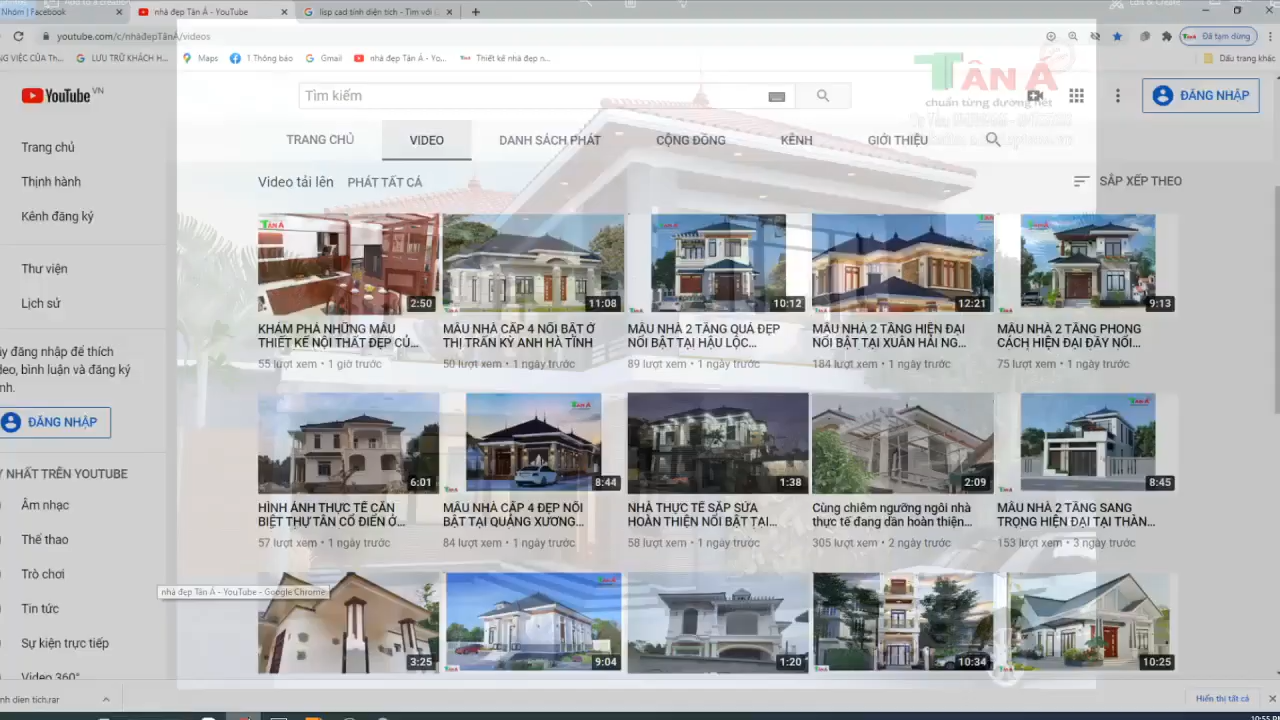 Nhóm | Facebook
nhà đẹp Tân Á - YouTube
lisp cad tính diện tích - Tìm với
youtube.com/c/nhàđẹpTânÁ/videos
Đã tạm dừng
LƯU TRỮ KHÁCH H...
Maps
1 Thông báo
Gmail
nhà đẹp Tân Á - Yo...
Thiết kế nhà đẹp n...
Dấu trang khác
YouTube VN
Tìm kiếm
TÂN Á
chuẩn từng đường nét
ĐĂNG NHẬP
TRANG CHỦ
VIDEO
DANH SÁCH PHÁT
CỘNG ĐỒNG
KÊNH
GIỚI THIỆU
Trang chủ
Thịnh hành
Kênh đăng ký
Thư viện
Lịch sử
Video tải lên
PHÁT TẤT CẢ
SẮP XẾP THEO
2:50
11:08
10:12
12:21
9:13
KHÁM PHÁ NHỮNG MẪU
THIẾT KẾ NỘI THẤT ĐẸP CỦ...
55 lượt xem • 1 giờ trước
MẪU NHÀ CẤP 4 NỔI BẬT Ở
THỊ TRẤN KỲ ANH HÀ TĨNH
50 lượt xem • 1 ngày trước
MẪU NHÀ 2 TẦNG QUÁ ĐẸP
NỔI BẬT TẠI HẬU LỘC...
89 lượt xem • 1 ngày trước
MẪU NHÀ 2 TẦNG HIỆN ĐẠI
NỔI BẬT TẠI XUÂN HẢI NG...
184 lượt xem • 1 ngày trước
MẪU NHÀ 2 TẦNG PHONG
CÁCH HIỆN ĐẠI ĐẦY NỔI...
75 lượt xem • 1 ngày trước
ãy đăng nhập để thích
deo, bình luận và đăng ký
nh.
ĐĂNG NHẬP
Y NHẤT TRÊN YOUTUBE
Âm nhạc
Thể thao
Trò chơi
Tin tức
Sự kiện trực tiếp
Video 360°
6:01
8:44
1:38
2:09
8:45
HÌNH ẢNH THỰC TẾ CĂN
BIỆT THỰ TÂN CỔ ĐIỂN Ở...
57 lượt xem • 1 ngày trước
MẪU NHÀ CẤP 4 ĐẸP NỔI
BẬT TẠI QUẢNG XƯƠNG...
84 lượt xem • 1 ngày trước
NHÀ THỰC TẾ SẮP SỬA
HOÀN THIỆN NỔI BẬT TẠI...
58 lượt xem • 1 ngày trước
Cùng chiêm ngưỡng ngôi nhà
thực tế đang dần hoàn thiện...
305 lượt xem • 2 ngày trước
MẪU NHÀ 2 TẦNG SANG
TRỌNG HIỆN ĐẠI TẠI THÀN...
153 lượt xem • 3 ngày trước
nhà đẹp Tân Á - YouTube - Google Chrome
3:25
9:04
1:20
10:34
10:25
nh dien tich.rar
Hiển thị tất cả